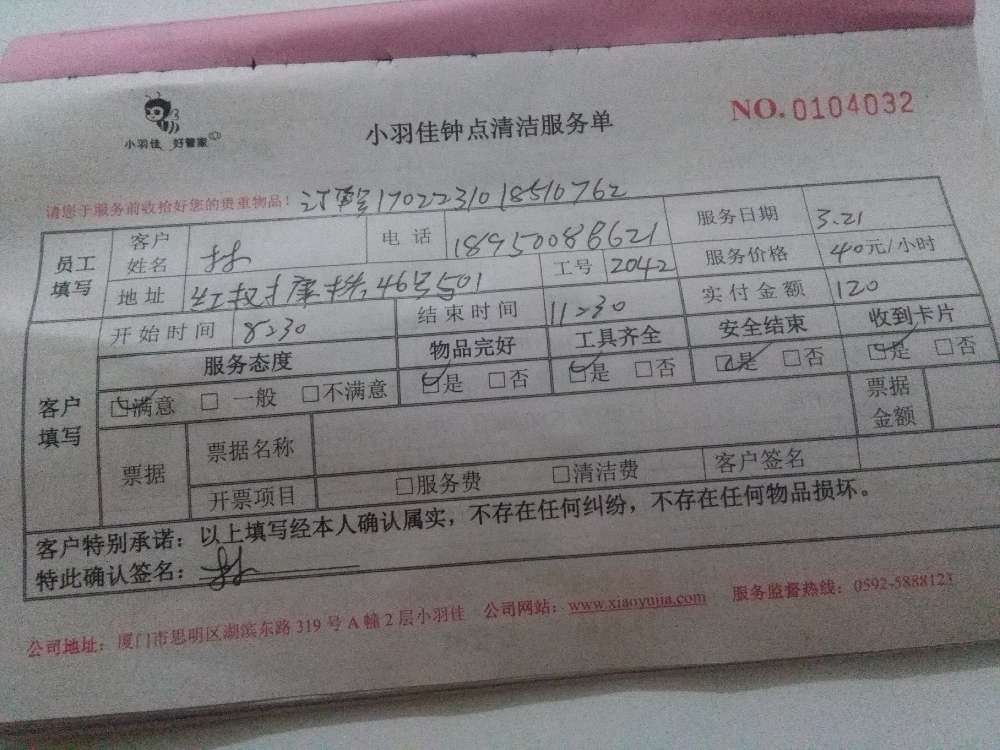 小羽佳 好管家
小羽佳钟点清洁服务单
NO. 0104032
请您于服务前收拾好您的贵重物品! 1702231018510762
员工填写 客户姓名 林 电话 18950088621 服务日期 3.21
地址 46号501 工号 2042 服务价格 40元/小时
客户填写 开始时间 8:30 结束时间 11:30 实付金额 120
服务态度 物品完好 工具齐全 安全结束 收到卡片
☑满意 □一般 □不满意 ☑是 □否 ☑是 □否 ☑是 □否 ☑是 □否
票据 票据名称 票据金额
开票项目 □服务费 □清洁费 客户签名
客户特别承诺:以上填写经本人确认属实,不存在任何纠纷,不存在任何物品损坏。
特此确认签名: 林
公司地址:厦门市思明区湖滨东路319号A幢2层小羽佳 公司网站:www.xiaoyujia.com 服务监督热线:0592-5888123